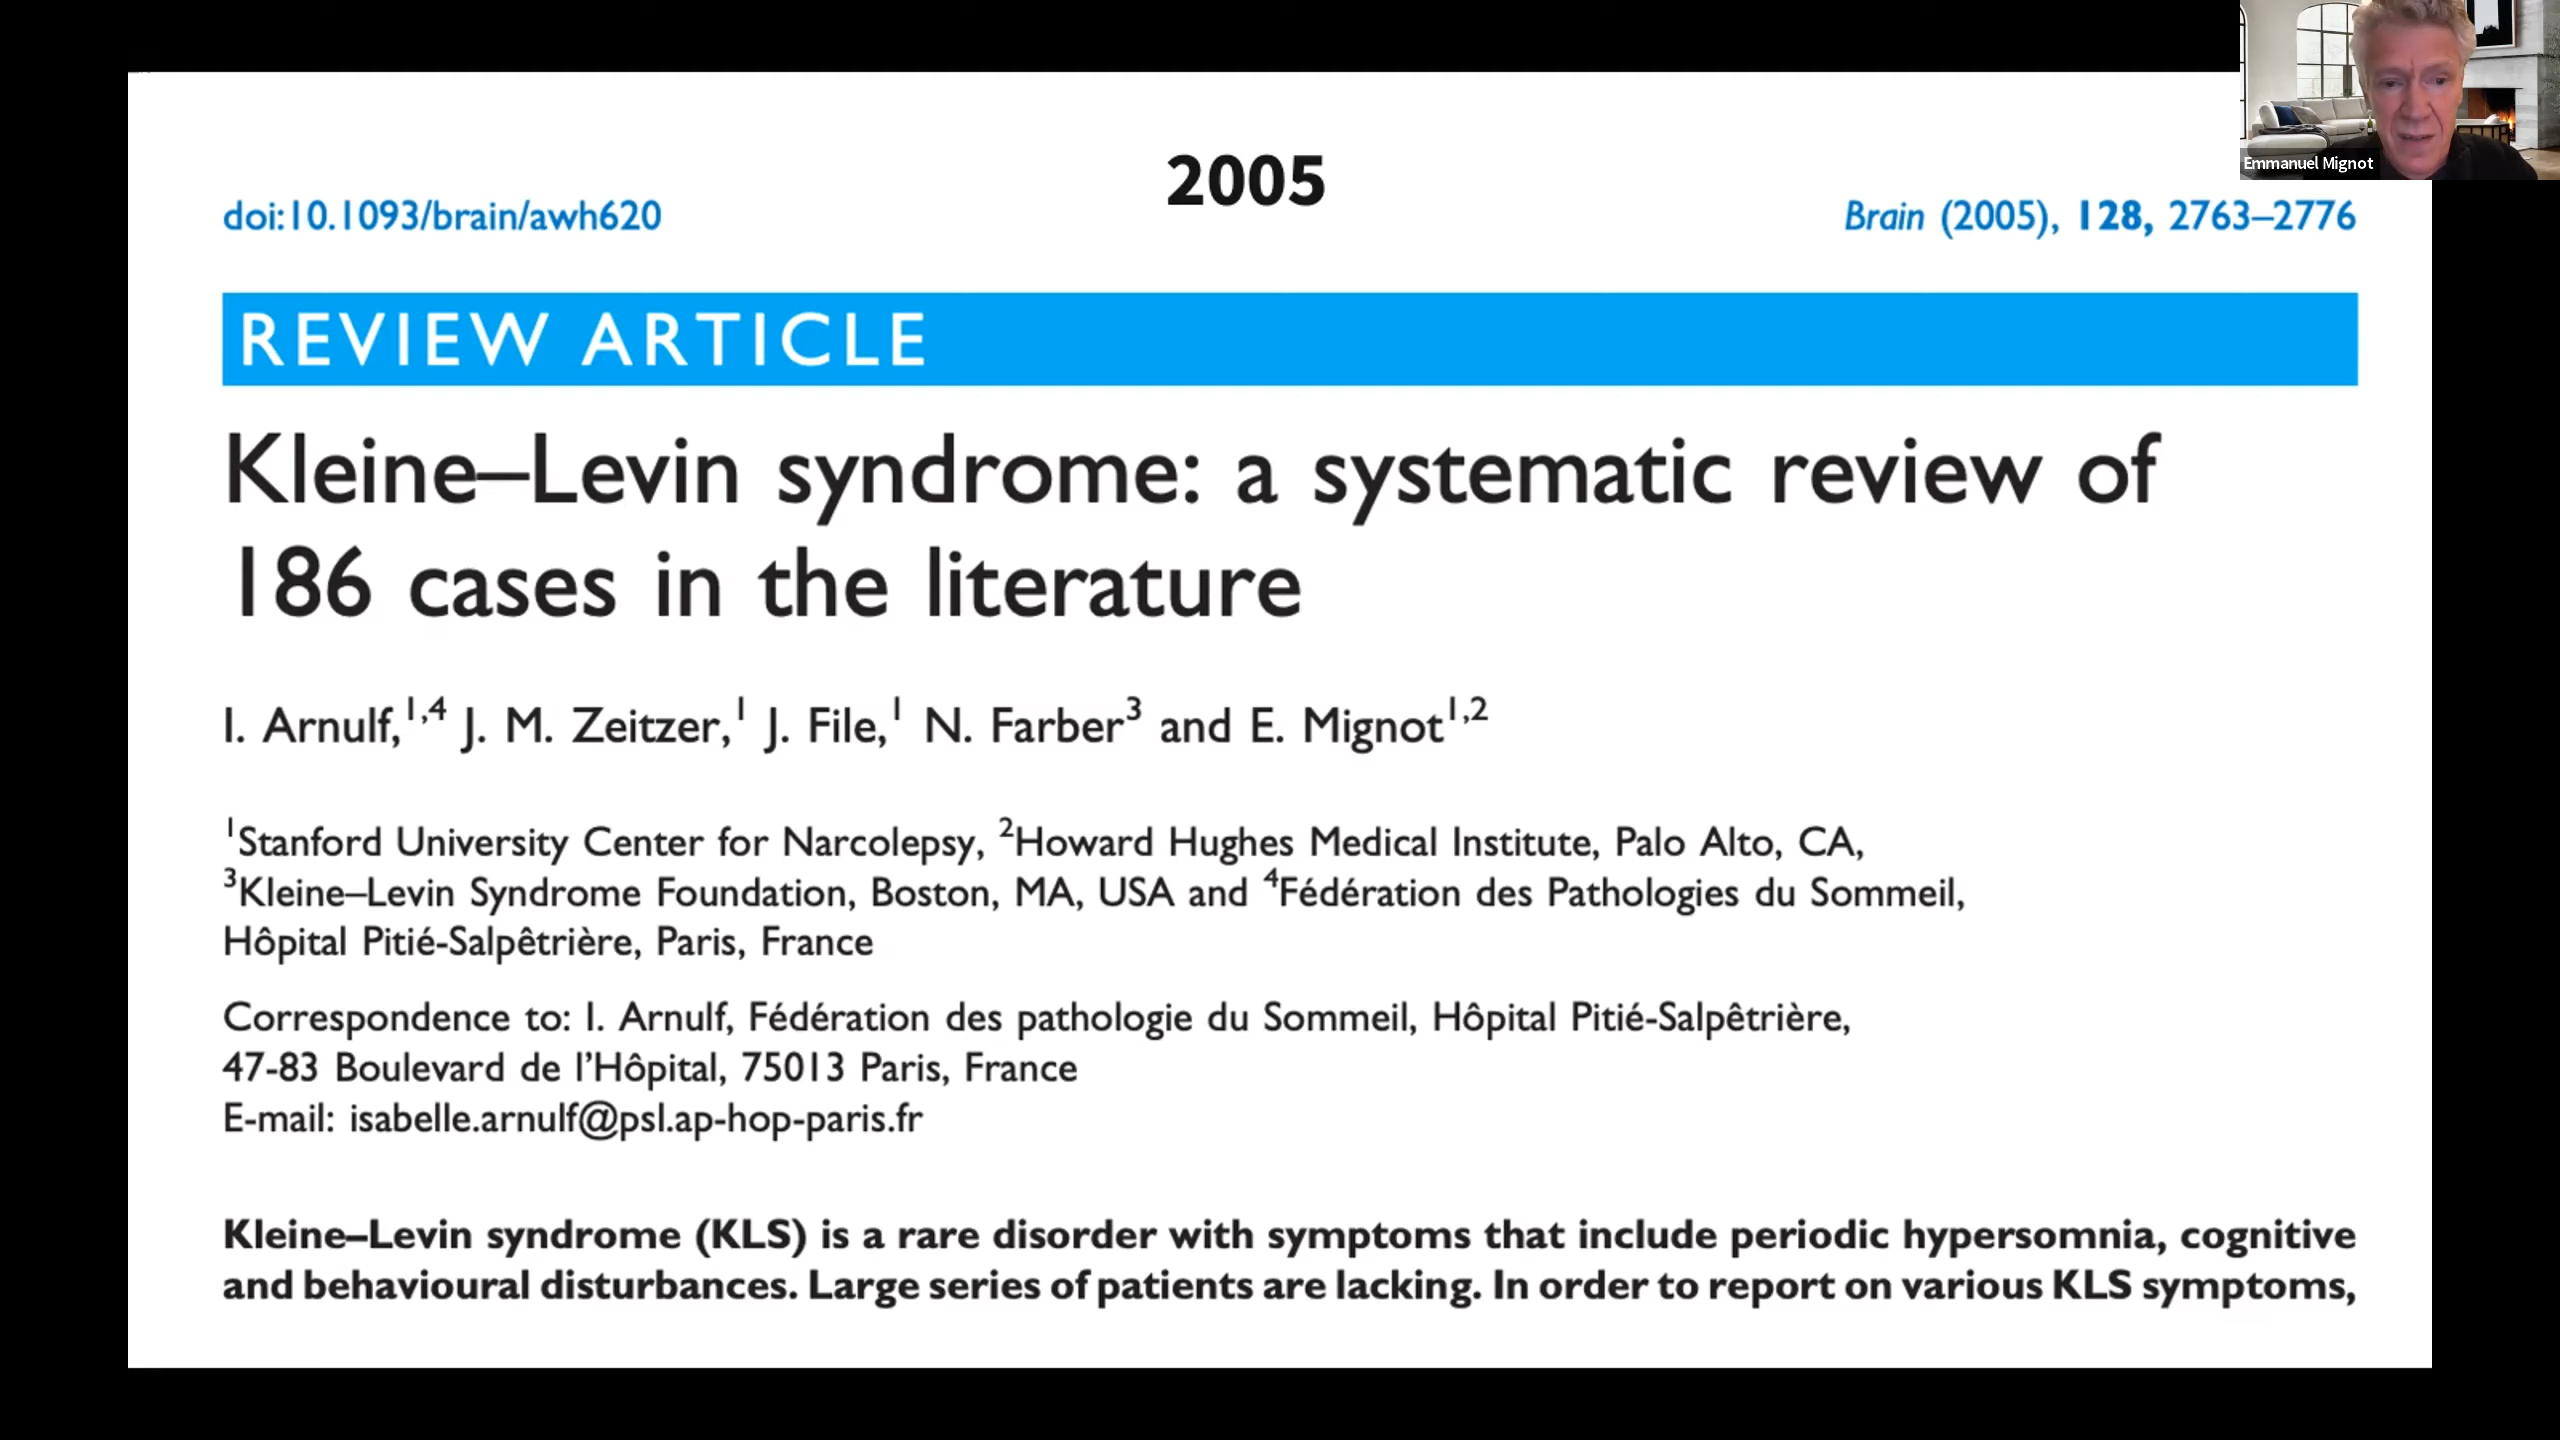 2005
doi:10.1093/brain/awh620
Brain (2005), 128, 2763–2776
REVIEW ARTICLE
Kleine–Levin syndrome: a systematic review of
186 cases in the literature
I. Arnulf,1,4 J. M. Zeitzer,1 J. File,1 N. Farber3 and E. Mignot1,2
1Stanford University Center for Narcolepsy, 2Howard Hughes Medical Institute, Palo Alto, CA,
3Kleine–Levin Syndrome Foundation, Boston, MA, USA and 4Fédération des Pathologies du Sommeil,
Hôpital Pitié-Salpêtrière, Paris, France
Correspondence to: I. Arnulf, Fédération des pathologie du Sommeil, Hôpital Pitié-Salpêtrière,
47-83 Boulevard de l’Hôpital, 75013 Paris, France
E-mail: isabelle.arnulf@psl.ap-hop-paris.fr
Kleine–Levin syndrome (KLS) is a rare disorder with symptoms that include periodic hypersomnia, cognitive
and behavioural disturbances. Large series of patients are lacking. In order to report on various KLS symptoms,
Emmanuel Mignot